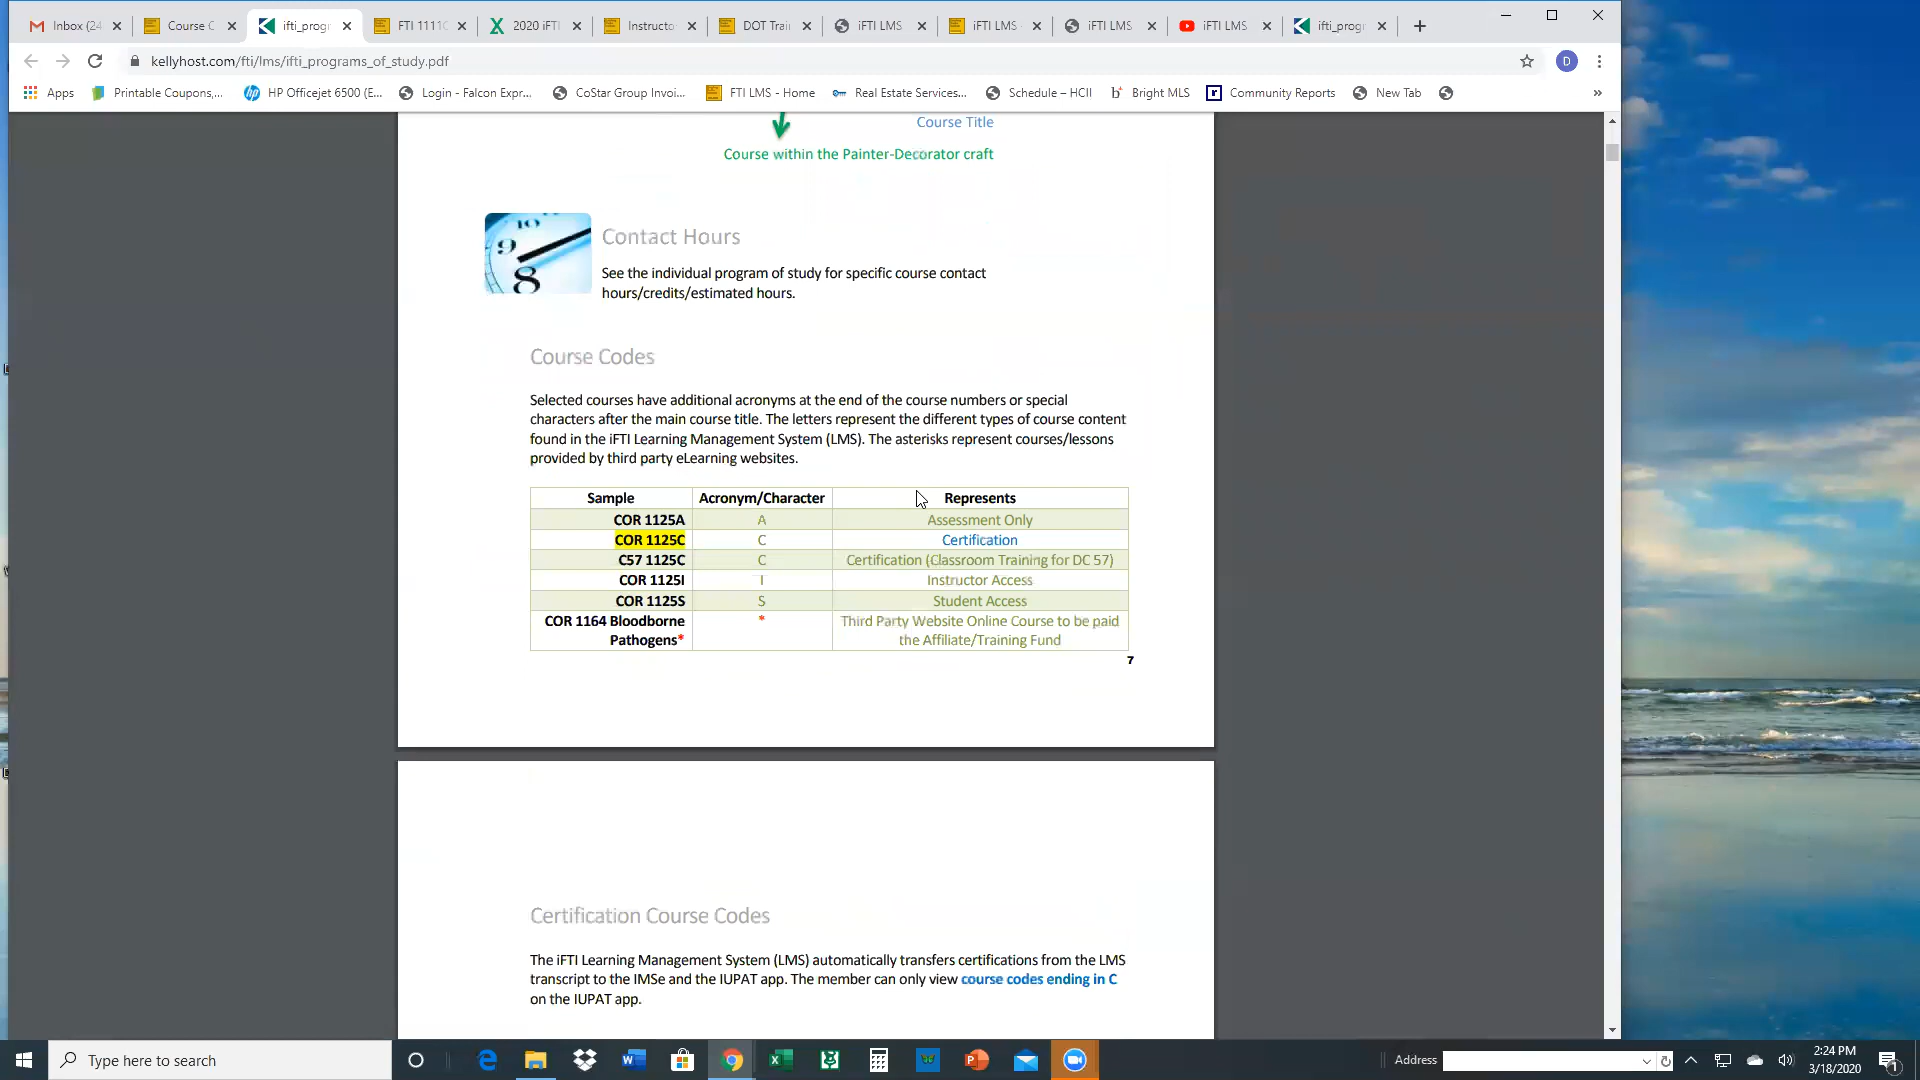 Inbox (24
Course C
ifti_progr
FTI 1111C
2020 iFTI
Instructo
DOT Trai
iFTI LMS
iFTI LMS
iFTI LMS
iFTI LMS
ifti_progr
kellyhost.com/fti/lms/ifti_programs_of_study.pdf
D
Apps
Printable Coupons,...
HP Officejet 6500 (E...
Login - Falcon Expr...
CoStar Group Invoi...
FTI LMS - Home
Real Estate Services...
Schedule – HCII
Bright MLS
Community Reports
New Tab
»
Course Title
Course within the Painter-Decorator craft
10
9
8
Contact Hours
See the individual program of study for specific course contact
hours/credits/estimated hours.
Course Codes
Selected courses have additional acronyms at the end of the course numbers or special
characters after the main course title. The letters represent the different types of course content
found in the iFTI Learning Management System (LMS). The asterisks represent courses/lessons
provided by third party eLearning websites.
Sample Acronym/Character Represents
COR 1125A A Assessment Only
COR 1125C C Certification
C57 1125C C Certification (Classroom Training for DC 57)
COR 1125I I Instructor Access
COR 1125S S Student Access
COR 1164 Bloodborne * Third Party Website Online Course to be paid
Pathogens* the Affiliate/Training Fund
7
Certification Course Codes
The iFTI Learning Management System (LMS) automatically transfers certifications from the LMS
transcript to the IMSe and the IUPAT app. The member can only view course codes ending in C
on the IUPAT app.
Type here to search
Address
2:24 PM
3/18/2020
1